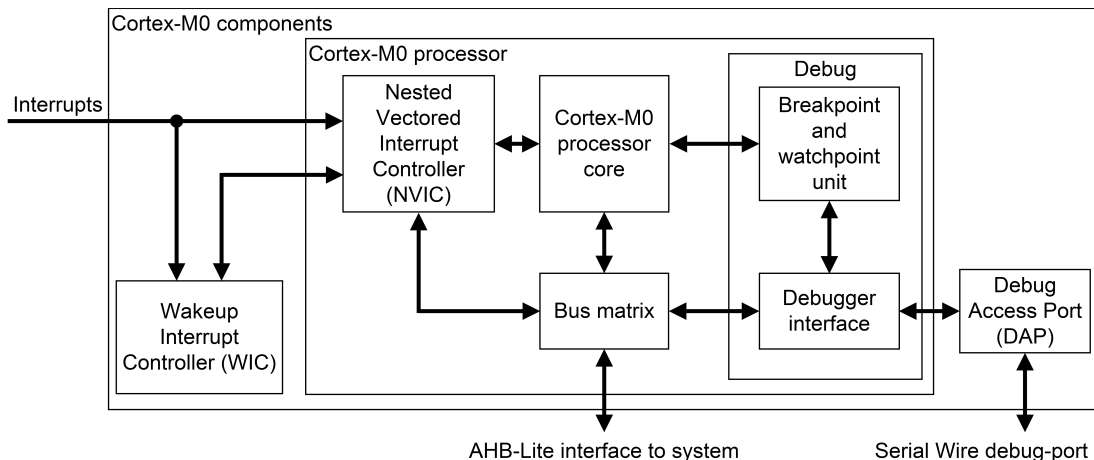 Cortex-M0 components
Cortex-M0 processor
Interrupts
Nested
Vectored
Interrupt
Controller
(NVIC)
Cortex-M0
processor
core
Debug
Breakpoint
and
watchpoint
unit
Wakeup
Interrupt
Controller (WIC)
Bus matrix
Debugger
interface
Debug
Access Port
(DAP)
AHB-Lite interface to system
Serial Wire debug-port